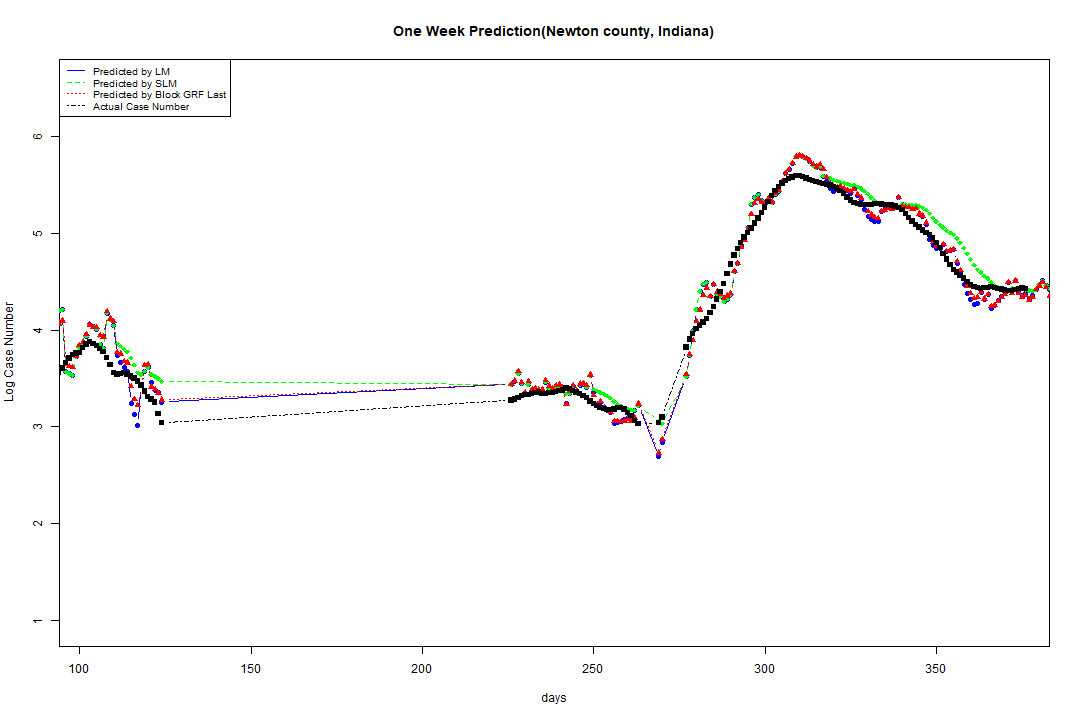 One Week Prediction(Newton county, Indiana)
Predicted by LM
Predicted by SLM
Predicted by Block GRF Last
Actual Case Number
Log Case Number
6
5
4
3
2
1
100 150 200 250 300 350
days